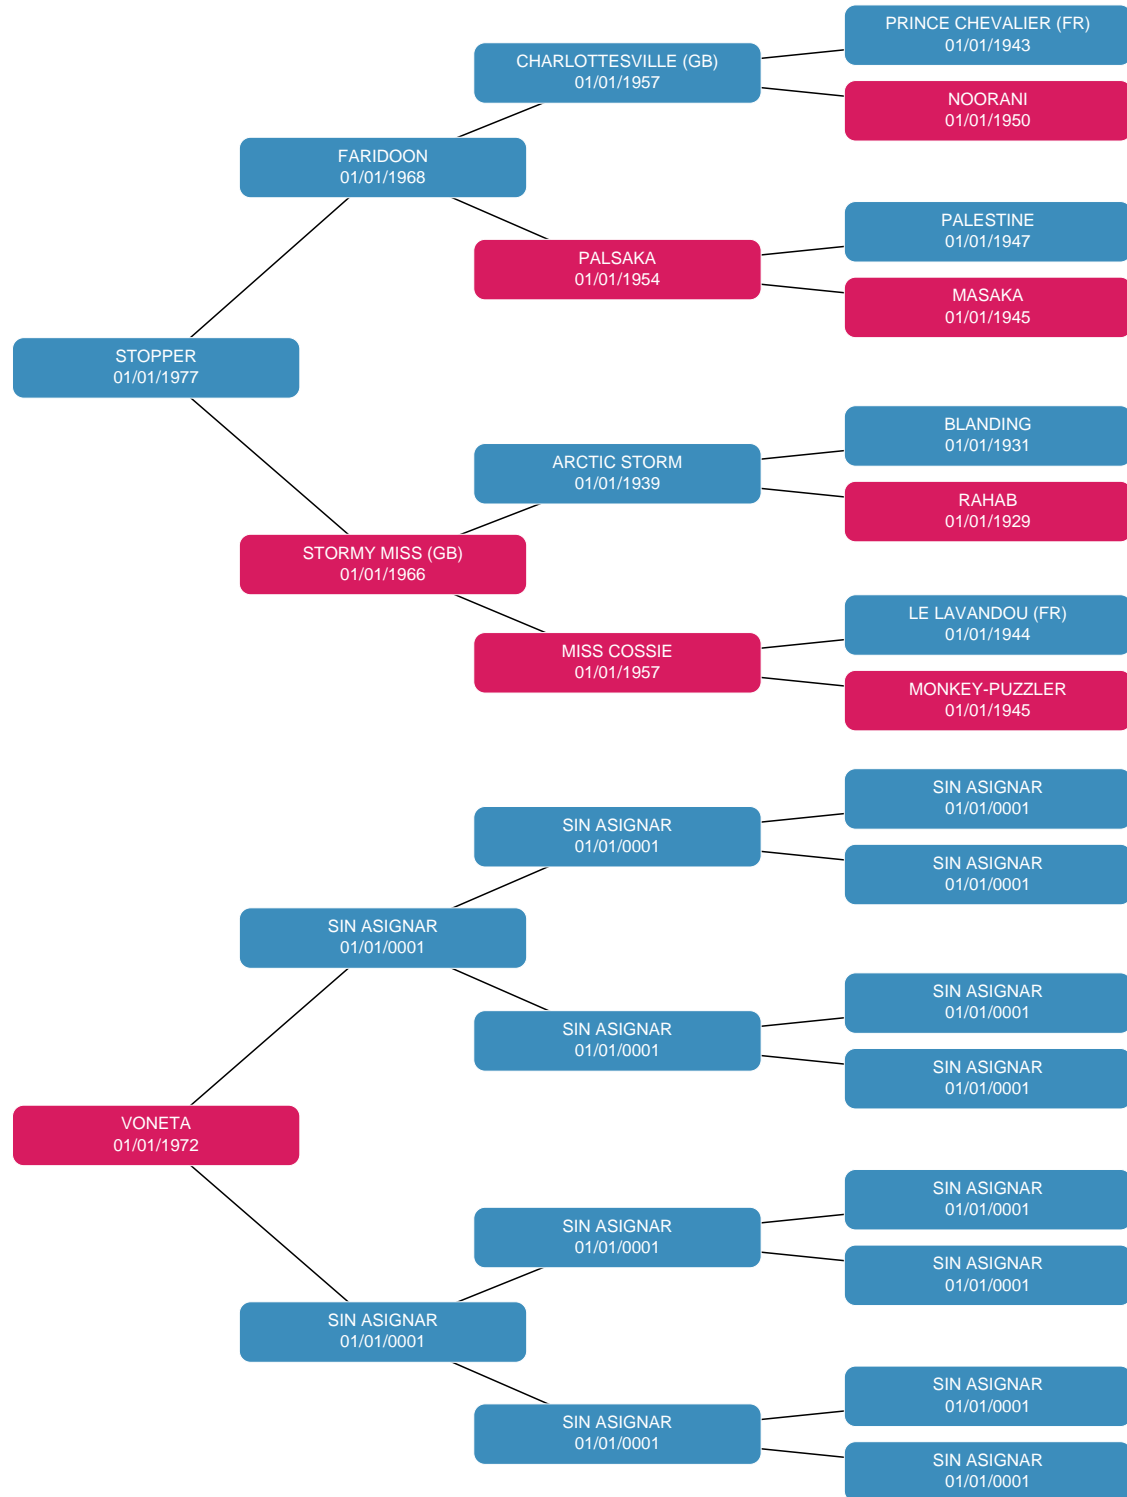 PRINCE CHEVALIER (FR)
01/01/1943
CHARLOTTESVILLE (GB)
01/01/1957
NOORANI
01/01/1950
FARIDOON
01/01/1968
PALESTINE
01/01/1947
PALSAKA
01/01/1954
MASAKA
01/01/1945
STOPPER
01/01/1977
BLANDING
01/01/1931
ARCTIC STORM
01/01/1939
RAHAB
01/01/1929
STORMY MISS (GB)
01/01/1966
LE LAVANDOU (FR)
01/01/1944
MISS COSSIE
01/01/1957
MONKEY-PUZZLER
01/01/1945
SIN ASIGNAR
01/01/0001
SIN ASIGNAR
01/01/0001
SIN ASIGNAR
01/01/0001
SIN ASIGNAR
01/01/0001
SIN ASIGNAR
01/01/0001
SIN ASIGNAR
01/01/0001
SIN ASIGNAR
01/01/0001
VONETA
01/01/1972
SIN ASIGNAR
01/01/0001
SIN ASIGNAR
01/01/0001
SIN ASIGNAR
01/01/0001
SIN ASIGNAR
01/01/0001
SIN ASIGNAR
01/01/0001
SIN ASIGNAR
01/01/0001
SIN ASIGNAR
01/01/0001